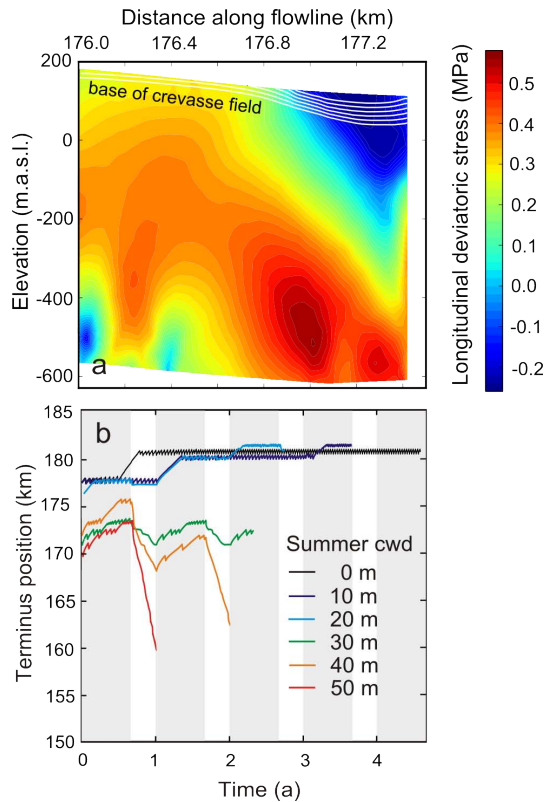 Distance along flowline (km)
176.0 176.4 176.8 177.2
200
0
-200
-400
-600
Elevation (m.a.s.l.)
base of crevasse field
a
0.5
0.4
0.3
0.2
0.1
0.0
-0.1
-0.2
Longitudinal deviatoric stress (MPa)
185
180
175
170
165
160
155
150
Terminus position (km)
b
Summer cwd
0 m
10 m
20 m
30 m
40 m
50 m
0 1 2 3 4
Time (a)